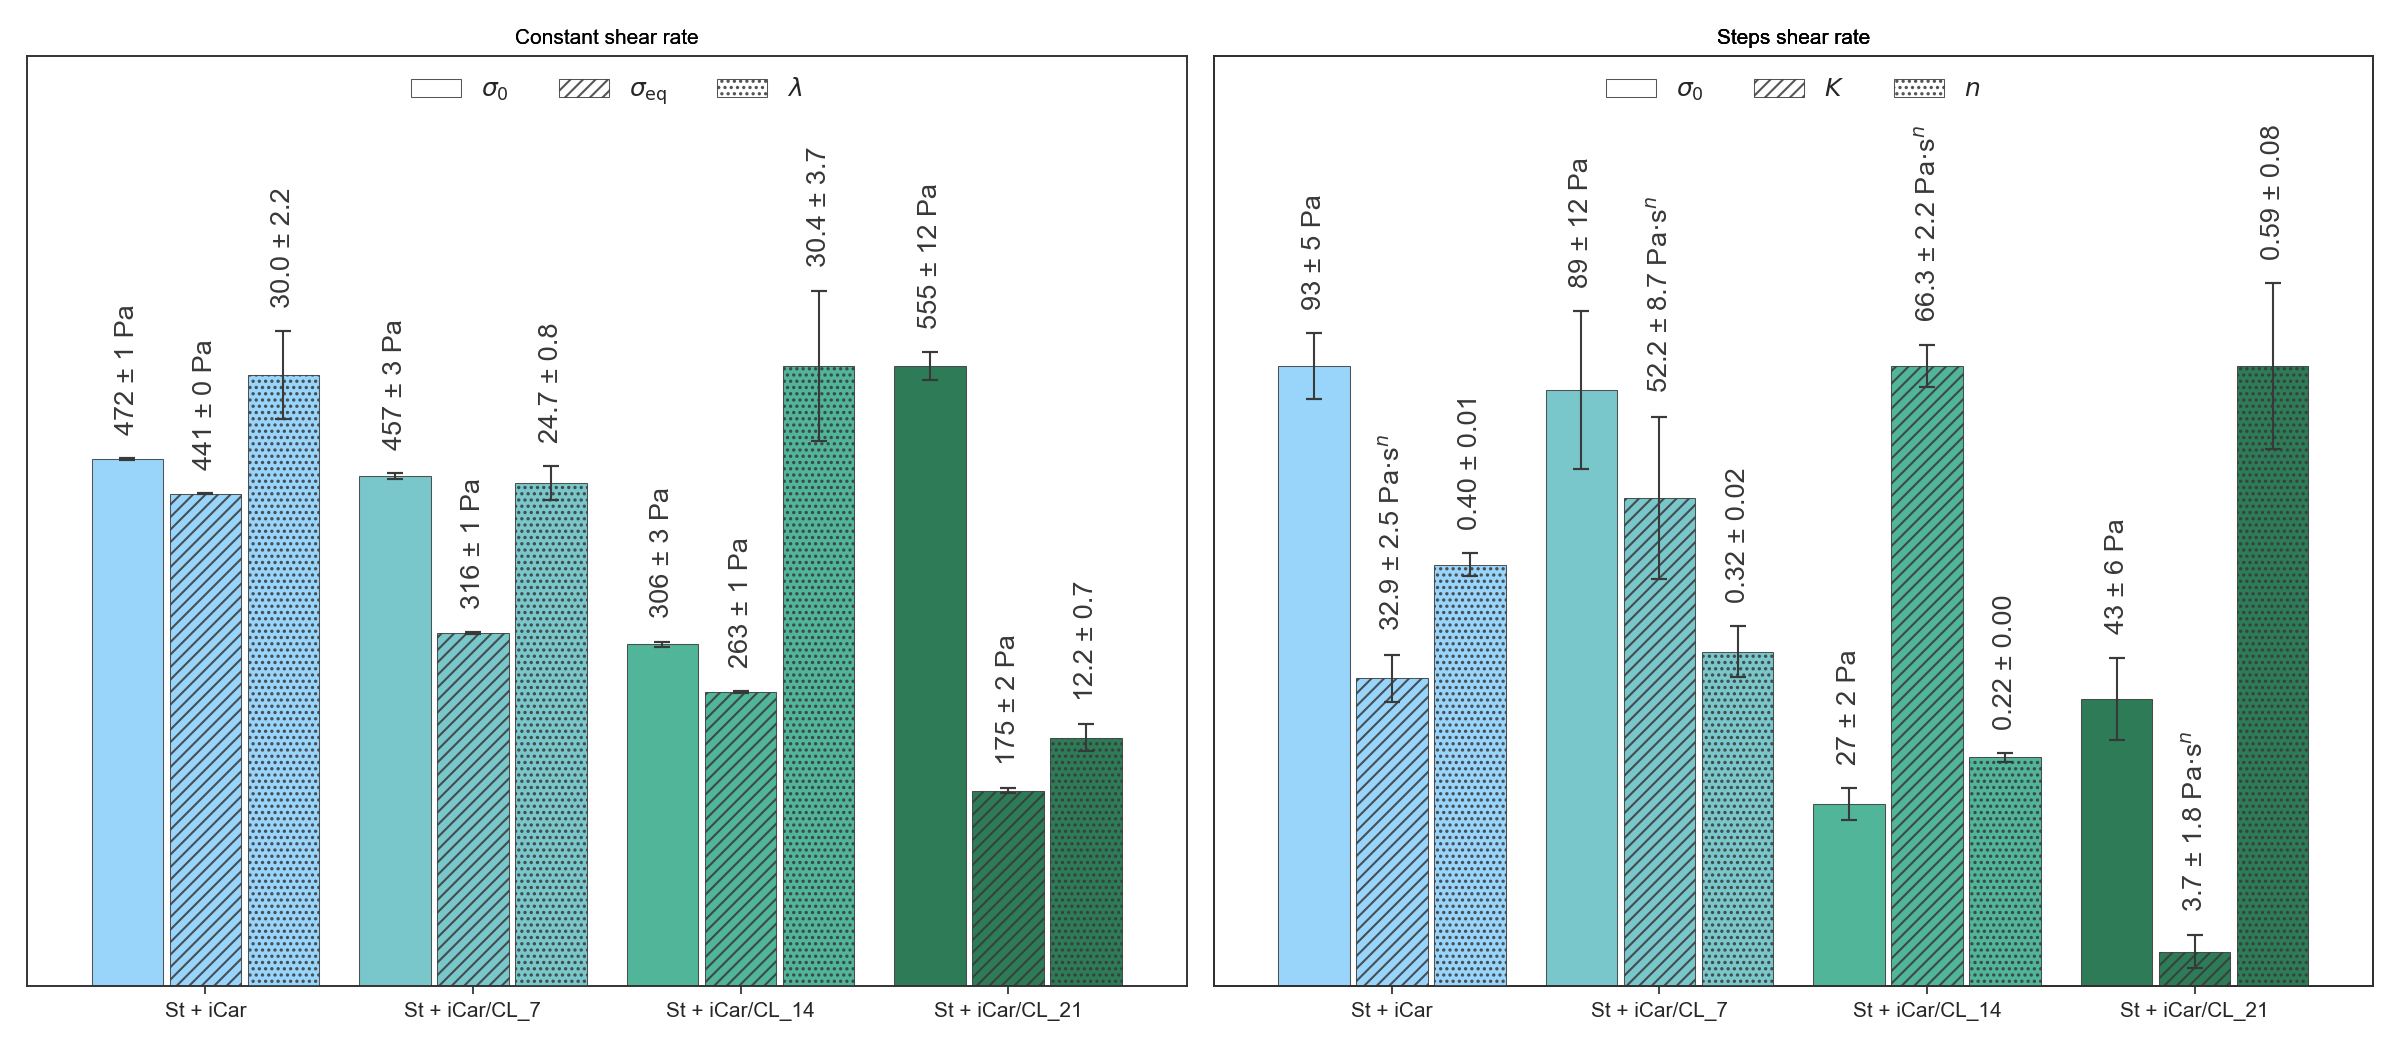 Constant shear rate
σ₀ σeq λ
472 ± 1 Pa
441 ± 0 Pa
30.0 ± 2.2
457 ± 3 Pa
316 ± 1 Pa
24.7 ± 0.8
306 ± 3 Pa
263 ± 1 Pa
30.4 ± 3.7
555 ± 12 Pa
175 ± 2 Pa
12.2 ± 0.7
St + iCar
St + iCar/CL_7
St + iCar/CL_14
St + iCar/CL_21
Steps shear rate
σ₀ K n
93 ± 5 Pa
32.9 ± 2.5 Pa·sⁿ
0.40 ± 0.01
89 ± 12 Pa
52.2 ± 8.7 Pa·sⁿ
0.32 ± 0.02
27 ± 2 Pa
66.3 ± 2.2 Pa·sⁿ
0.22 ± 0.00
43 ± 6 Pa
3.7 ± 1.8 Pa·sⁿ
0.59 ± 0.08
St + iCar
St + iCar/CL_7
St + iCar/CL_14
St + iCar/CL_21